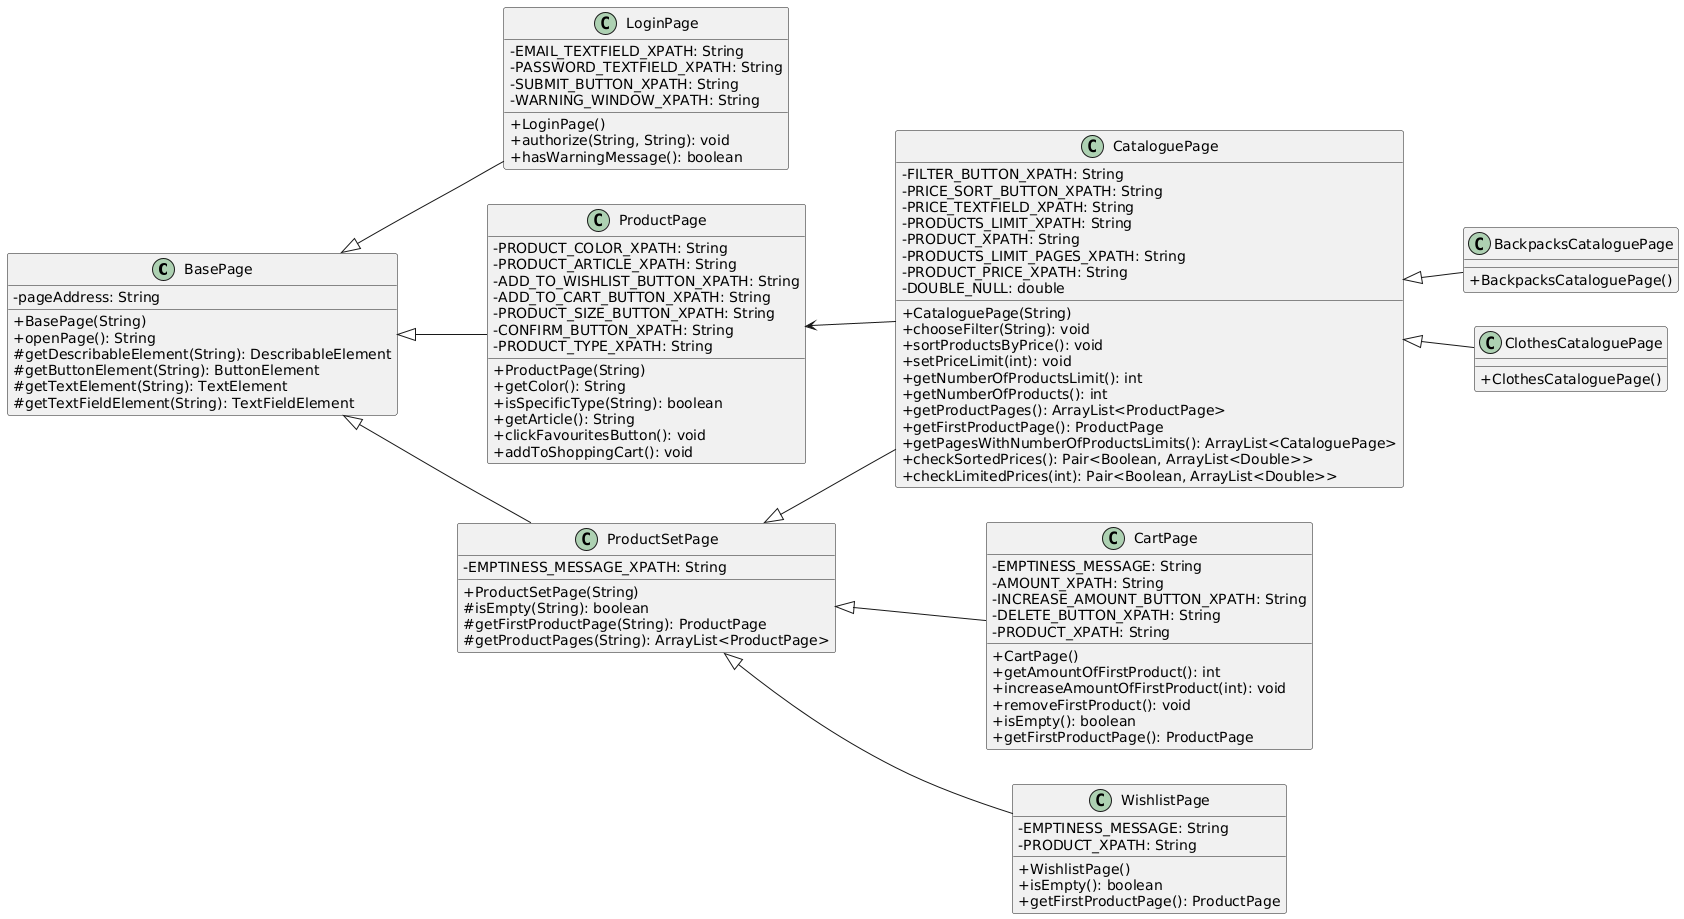 C LoginPage
-EMAIL_TEXTFIELD_XPATH: String
-PASSWORD_TEXTFIELD_XPATH: String
-SUBMIT_BUTTON_XPATH: String
-WARNING_WINDOW_XPATH: String
+LoginPage()
+authorize(String, String): void
+hasWarningMessage(): boolean
C BasePage
-pageAddress: String
+BasePage(String)
+openPage(): String
#getDescribableElement(String): DescribableElement
#getButtonElement(String): ButtonElement
#getTextElement(String): TextElement
#getTextFieldElement(String): TextFieldElement
C ProductPage
-PRODUCT_COLOR_XPATH: String
-PRODUCT_ARTICLE_XPATH: String
-ADD_TO_WISHLIST_BUTTON_XPATH: String
-ADD_TO_CART_BUTTON_XPATH: String
-PRODUCT_SIZE_BUTTON_XPATH: String
-CONFIRM_BUTTON_XPATH: String
-PRODUCT_TYPE_XPATH: String
+ProductPage(String)
+getColor(): String
+isSpecificType(String): boolean
+getArticle(): String
+clickFavouritesButton(): void
+addToShoppingCart(): void
C CataloguePage
-FILTER_BUTTON_XPATH: String
-PRICE_SORT_BUTTON_XPATH: String
-PRICE_TEXTFIELD_XPATH: String
-PRODUCTS_LIMIT_XPATH: String
-PRODUCT_XPATH: String
-PRODUCTS_LIMIT_PAGES_XPATH: String
-PRODUCT_PRICE_XPATH: String
-DOUBLE_NULL: double
+CataloguePage(String)
+chooseFilter(String): void
+sortProductsByPrice(): void
+setPriceLimit(int): void
+getNumberOfProductsLimit(): int
+getNumberOfProducts(): int
+getProductPages(): ArrayList<ProductPage>
+getFirstProductPage(): ProductPage
+getPagesWithNumberOfProductsLimits(): ArrayList<CataloguePage>
+checkSortedPrices(): Pair<Boolean, ArrayList<Double>>
+checkLimitedPrices(int): Pair<Boolean, ArrayList<Double>>
C BackpacksCataloguePage
+BackpacksCataloguePage()
C ClothesCataloguePage
+ClothesCataloguePage()
C ProductSetPage
-EMPTINESS_MESSAGE_XPATH: String
+ProductSetPage(String)
#isEmpty(String): boolean
#getFirstProductPage(String): ProductPage
#getProductPages(String): ArrayList<ProductPage>
C CartPage
-EMPTINESS_MESSAGE: String
-AMOUNT_XPATH: String
-INCREASE_AMOUNT_BUTTON_XPATH: String
-DELETE_BUTTON_XPATH: String
-PRODUCT_XPATH: String
+CartPage()
+getAmountOfFirstProduct(): int
+increaseAmountOfFirstProduct(int): void
+removeFirstProduct(): void
+isEmpty(): boolean
+getFirstProductPage(): ProductPage
C WishlistPage
-EMPTINESS_MESSAGE: String
-PRODUCT_XPATH: String
+WishlistPage()
+isEmpty(): boolean
+getFirstProductPage(): ProductPage